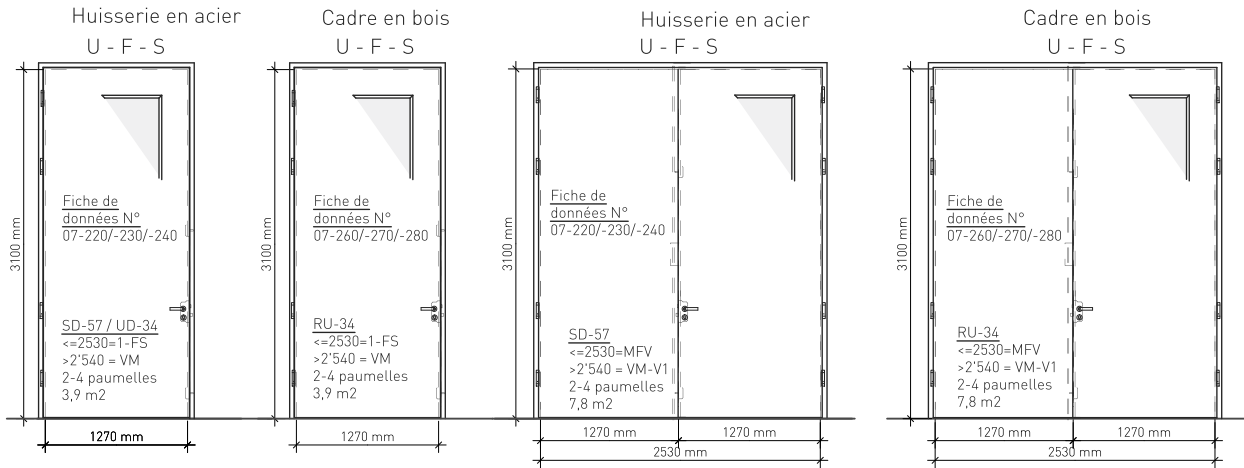 Huisserie en acier
U - F - S
3100 mm
Fiche de
données N°
07-220/-230/-240
SD-57 / UD-34
<=2530=1-FS
>2'540 = VM
2-4 paumelles
3,9 m2
1270 mm
Cadre en bois
U - F - S
3100 mm
Fiche de
données N°
07-260/-270/-280
RU-34
<=2530=1-FS
>2'540 = VM
2-4 paumelles
3,9 m2
1270 mm
Huisserie en acier
U - F - S
3100 mm
Fiche de
données N°
07-220/-230/-240
SD-57
<=2530=MFV
>2'540 = VM-V1
2-4 paumelles
7,8 m2
1270 mm
1270 mm
2530 mm
Cadre en bois
U - F - S
3100 mm
Fiche de
données N°
07-260/-270/-280
RU-34
<=2530=MFV
>2'540 = VM-V1
2-4 paumelles
7,8 m2
1270 mm
1270 mm
2530 mm